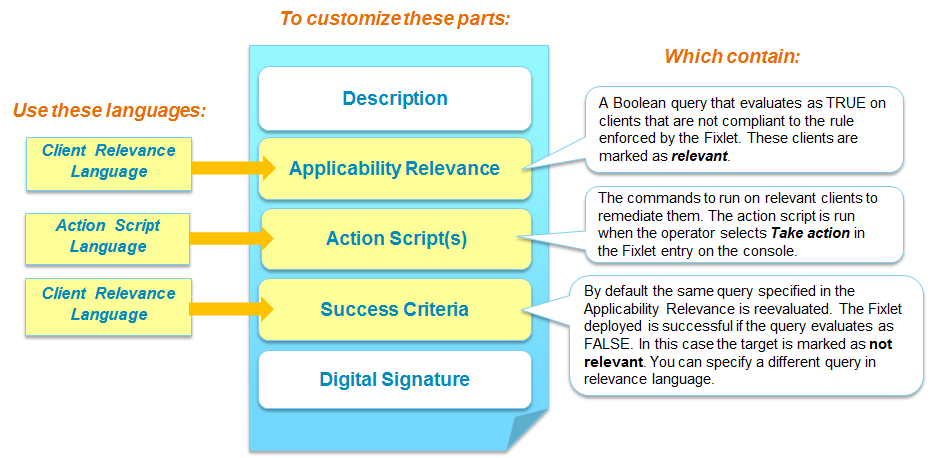 To customize these parts:
Which contain:
Use these languages:
Description
A Boolean query that evaluates as TRUE on
clients that are not compliant to the rule
enforced by the Fixlet. These clients are
marked as relevant.
Client Relevance
Language
Applicability Relevance
The commands to run on relevant clients to
remediate them. The action script is run
when the operator selects Take action in
the Fixlet entry on the console.
Action Script
Language
Action Script(s)
Client Relevance
Language
Success Criteria
By default the same query specified in the
Applicability Relevance is reevaluated. The Fixlet
deployed is successful if the query evaluates as
FALSE. In this case the target is marked as not
relevant. You can specify a different query in
relevance language.
Digital Signature